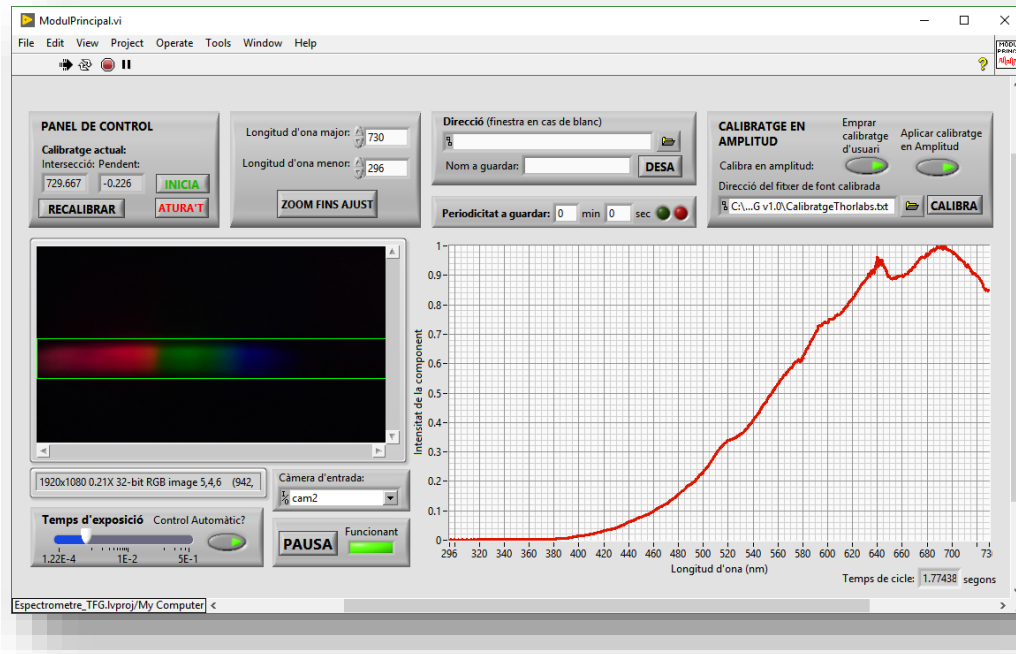 ModulPrincipal.vi
File Edit View Project Operate Tools Window Help
PANEL DE CONTROL
Calibratge actual:
Intersecció: Pendent:
729.667 -0.226 INICIA
RECALIBRAR ATURA'T
Longitud d'ona major: 730
Longitud d'ona menor: 296
ZOOM FINS AJUST
Direcció (finestra en cas de blanc)
Nom a guardar: DESA
Periodicitat a guardar: 0 min 0 sec
CALIBRATGE EN AMPLITUD
Emprar calibratge d'usuari
Aplicar calibratge en Amplitud
Calibra en amplitud:
Direcció del fitxer de font calibrada
C:\...G v1.0\CalibratgeThorlabs.txt CALIBRA
1920x1080 0.21X 32-bit RGB image 5,4,6 (942,
Càmera d'entrada:
cam2
Temps d'exposició Control Automàtic?
1.22E-4 1E-2 5E-1
PAUSA Funcionant
Intensitat de la component
1
0.9
0.8
0.7
0.6
0.5
0.4
0.3
0.2
0.1
0
296 320 340 360 380 400 420 440 460 480 500 520 540 560 580 600 620 640 660 680 700 73
Longitud d'ona (nm)
Temps de cicle: 1.77438 segons
Espectrometre_TFG.lvproj/My Computer